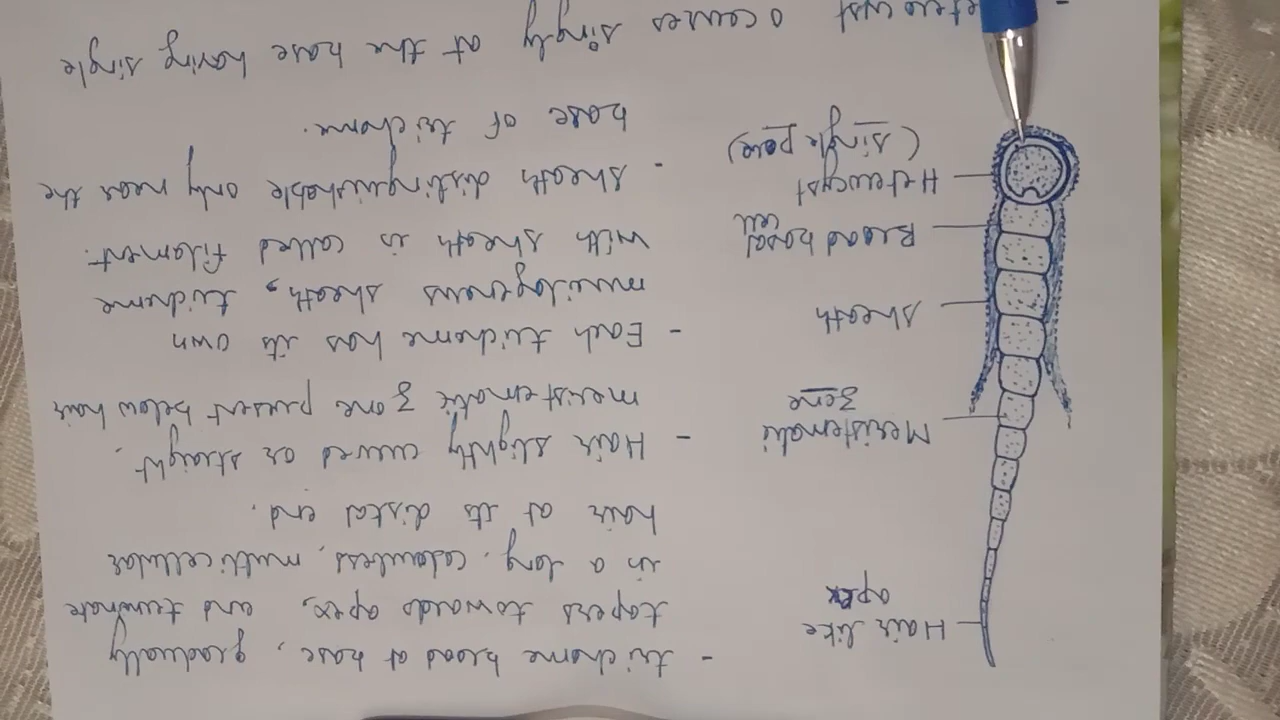 Hair like
apex
Meristematic
Zone
Sheath
Broad basal
cell
Heterocyst
(single pore)
- trichome broad at base, gradually
tapers towards apex, and terminate
in a long, colourless, multicellular
hair at its distal end.
- Hair slightly curved or straight.
meristematic zone present below hair
- Each trichome has its own
mucilagenous sheath, trichome
with sheath is called filament.
- Sheath distinguishable only near the
base of trichome.
- occures singly at the base having single